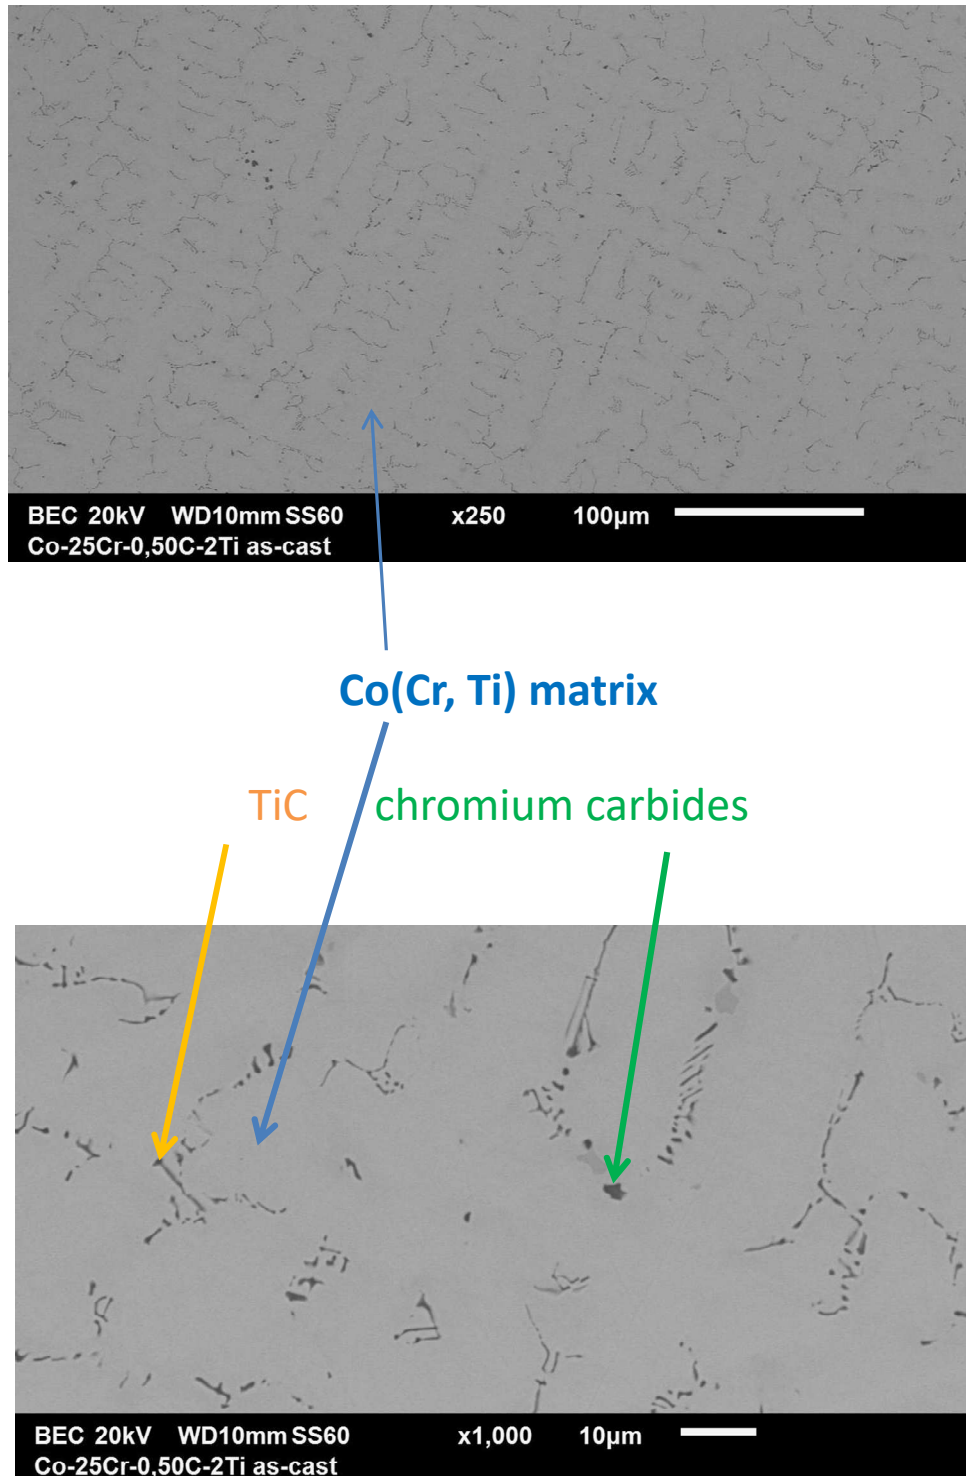 BEC 20kV WD10mm SS60 x250 100µm
Co-25Cr-0,50C-2Ti as-cast
Co(Cr, Ti) matrix
TiC chromium carbides
BEC 20kV WD10mm SS60 x1,000 10µm
Co-25Cr-0,50C-2Ti as-cast